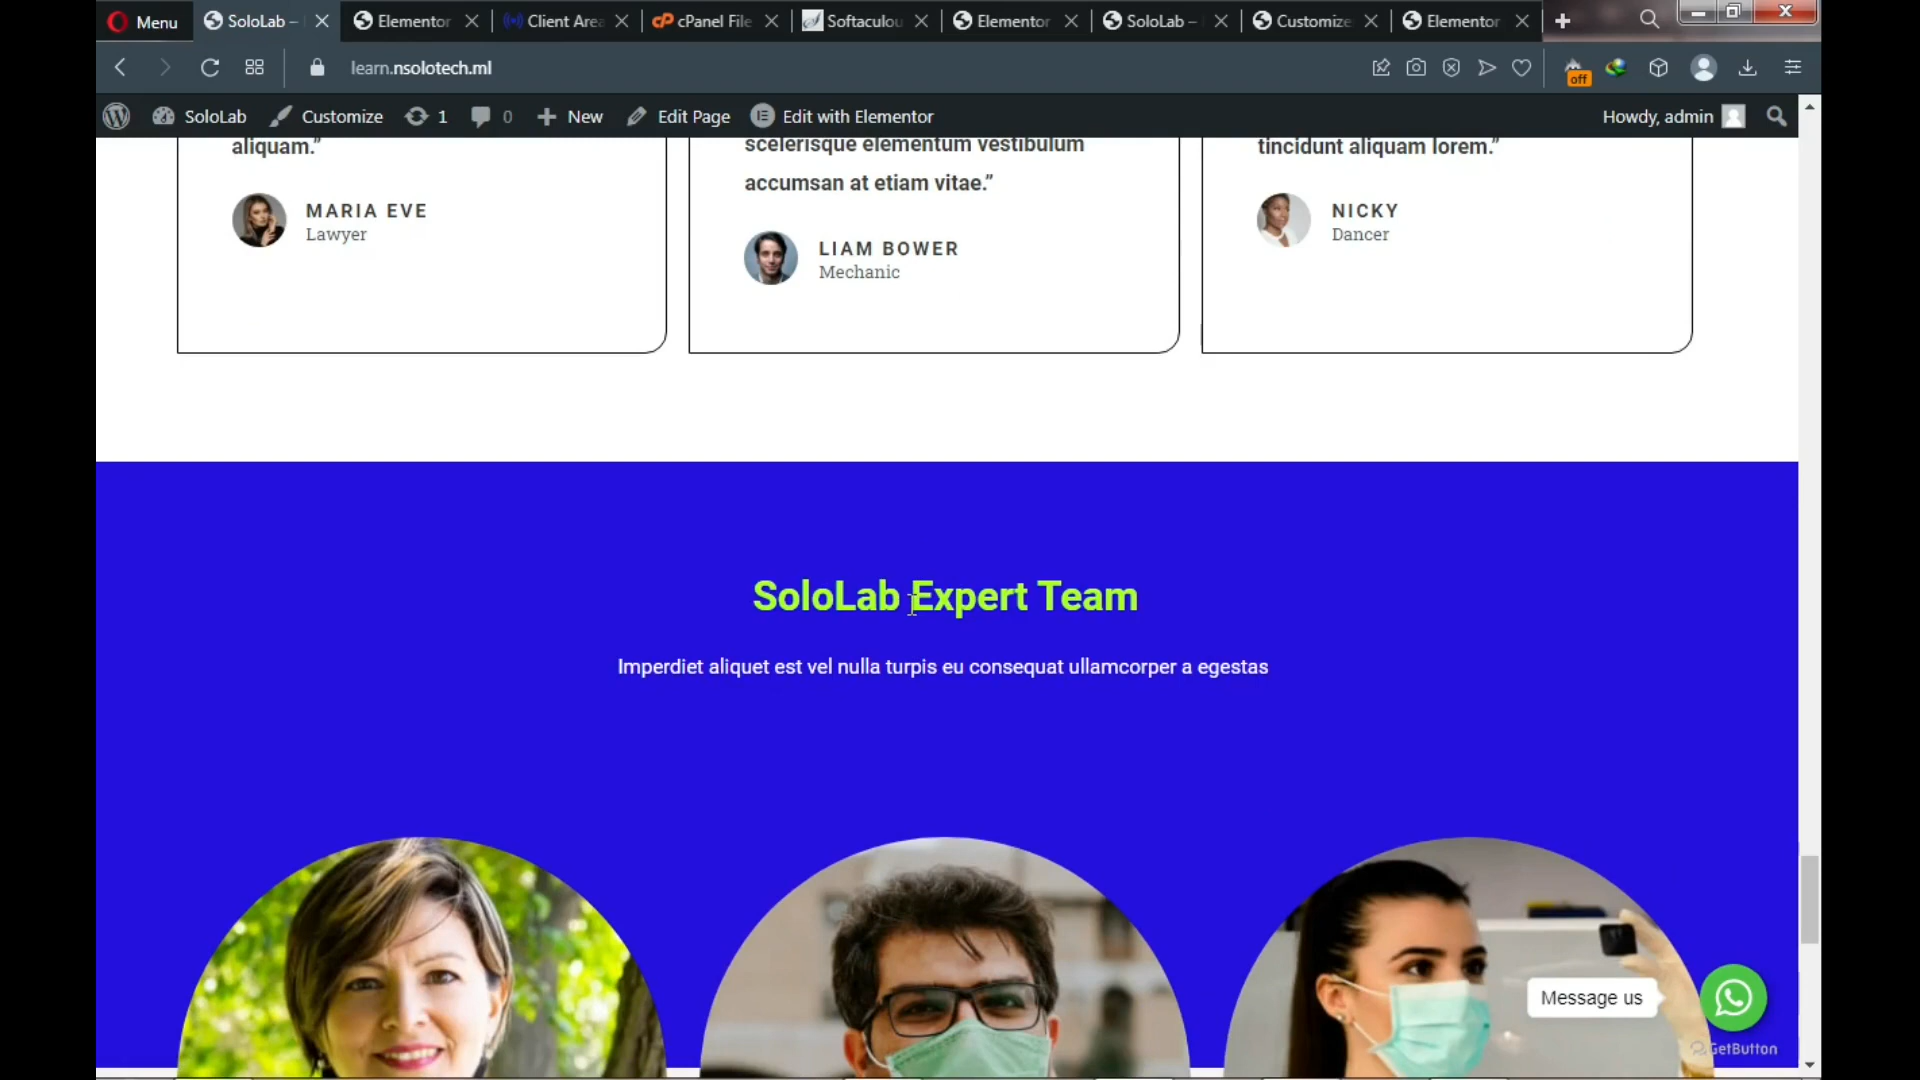 Menu
SoloLab –
Elementor
Client Area
cPanel File
Softaculou
Elementor
SoloLab –
Customize
Elementor
learn.nsolotech.ml
off
SoloLab
Customize
1
0
New
Edit Page
Edit with Elementor
Howdy, admin
aliquam.”
scelerisque elementum vestibulum
accumsan at etiam vitae.”
tincidunt aliquam lorem.”
MARIA EVE
Lawyer
LIAM BOWER
Mechanic
NICKY
Dancer
SoloLab Expert Team
Imperdiet aliquet est vel nulla turpis eu consequat ullamcorper a egestas
Message us
GetButton